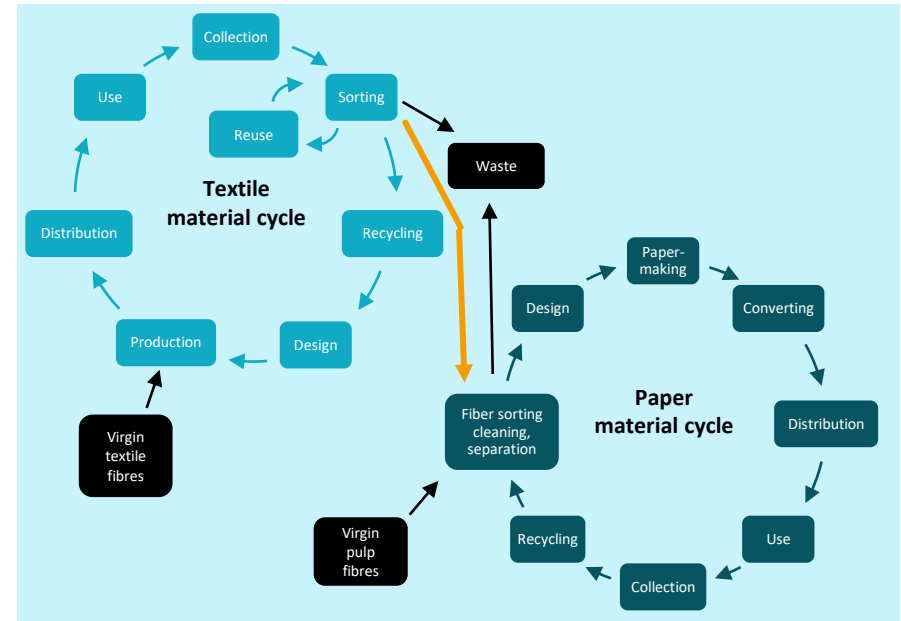 Collection
Use
Sorting
Reuse
Waste
Textile
material cycle
Distribution
Recycling
Production
Design
Virgin
textile
fibres
Paper-
making
Design
Converting
Paper
material cycle
Fiber sorting
cleaning,
separation
Distribution
Virgin
pulp
fibres
Recycling
Use
Collection